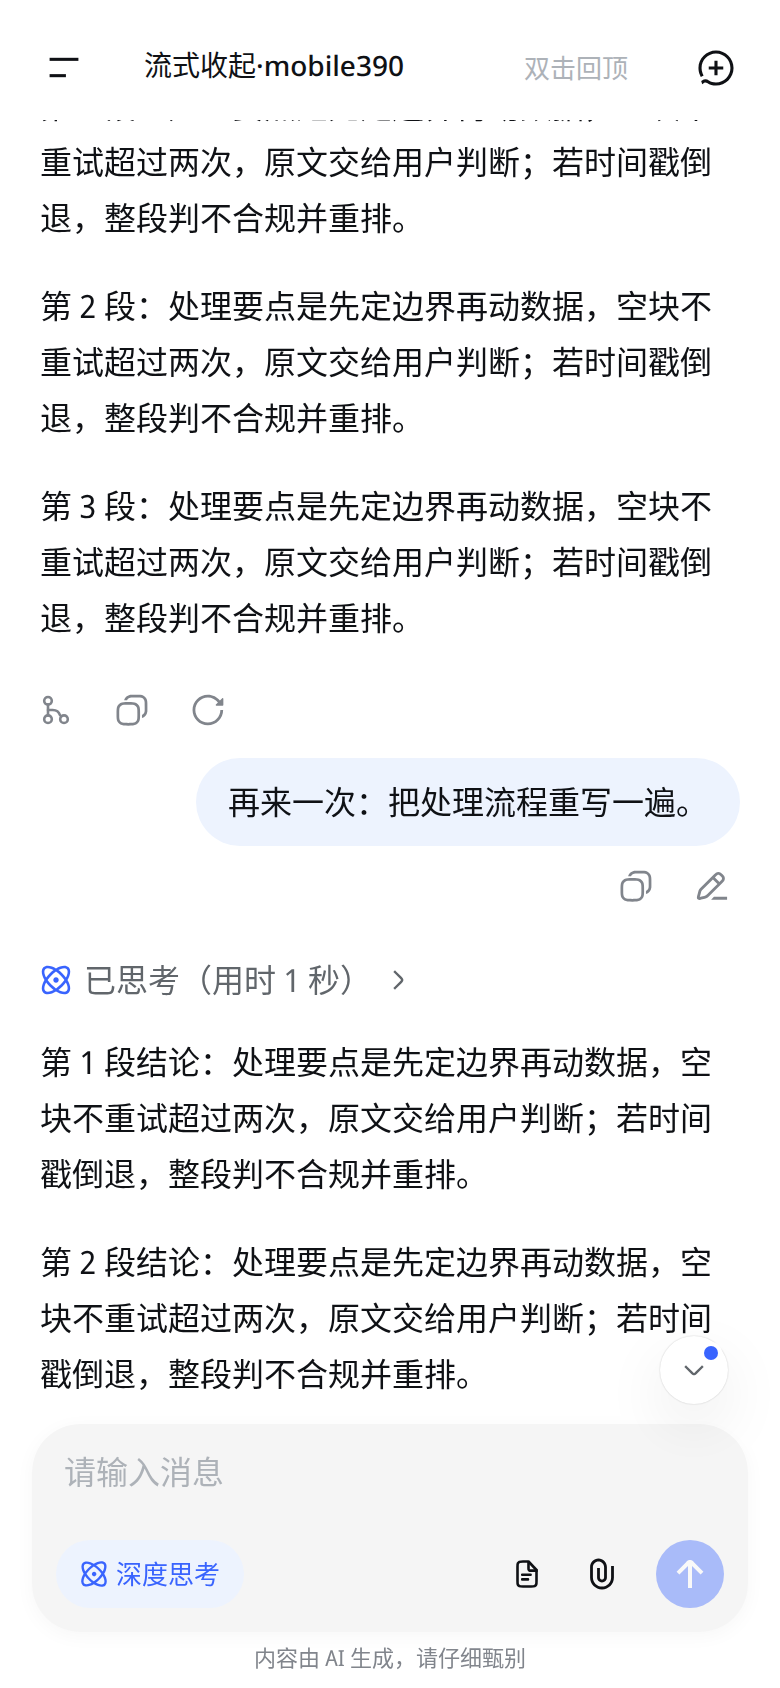 流式收起·mobile390
双击回顶
重试超过两次，原文交给用户判断；若时间戳倒
退，整段判不合规并重排。
第 2 段：处理要点是先定边界再动数据，空块不
重试超过两次，原文交给用户判断；若时间戳倒
退，整段判不合规并重排。
第 3 段：处理要点是先定边界再动数据，空块不
重试超过两次，原文交给用户判断；若时间戳倒
退，整段判不合规并重排。
再来一次：把处理流程重写一遍。
已思考（用时 1 秒）
第 1 段结论：处理要点是先定边界再动数据，空
块不重试超过两次，原文交给用户判断；若时间
戳倒退，整段判不合规并重排。
第 2 段结论：处理要点是先定边界再动数据，空
块不重试超过两次，原文交给用户判断；若时间
戳倒退，整段判不合规并重排。
请输入消息
深度思考
内容由 AI 生成，请仔细甄别